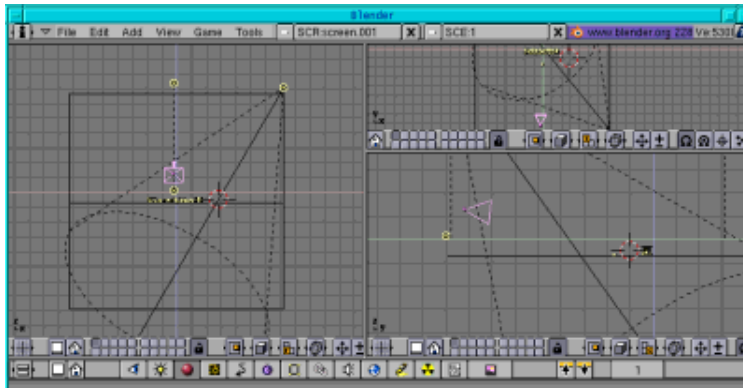 Blender
File Edit Add View Game Tools SCR:screen.001 X SCE:1 X www.blender.org 228 Ve:530
1